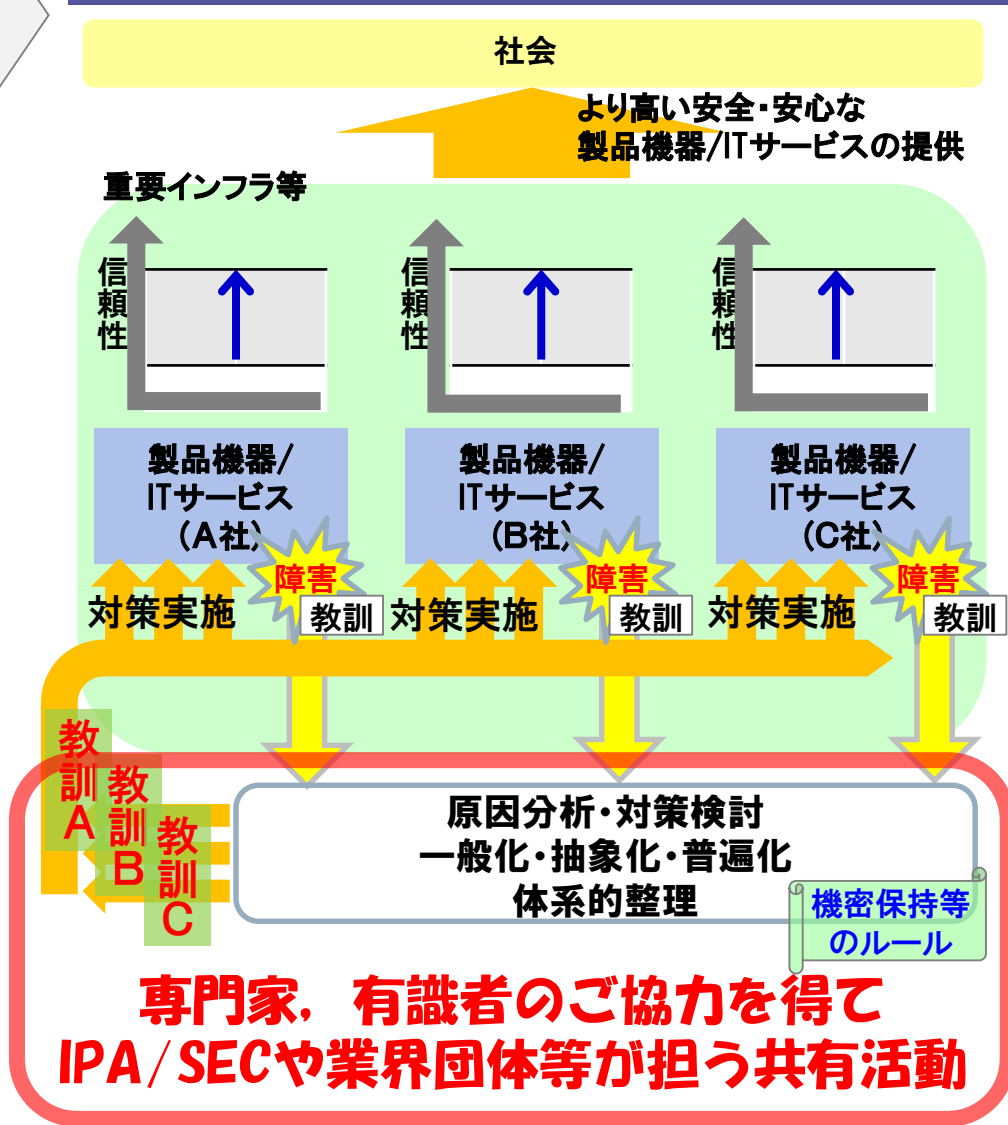 社会
より高い安全・安心な
製品機器/ITサービスの提供
重要インフラ等
信頼性
信頼性
信頼性
製品機器/
ITサービス
(A社)
製品機器/
ITサービス
(B社)
製品機器/
ITサービス
(C社)
対策実施
障害
教訓
対策実施
障害
教訓
対策実施
障害
教訓
教訓A
教訓B
教訓C
原因分析・対策検討
一般化・抽象化・普遍化
体系的整理
機密保持等
のルール
専門家,有識者のご協力を得て
IPA/SECや業界団体等が担う共有活動